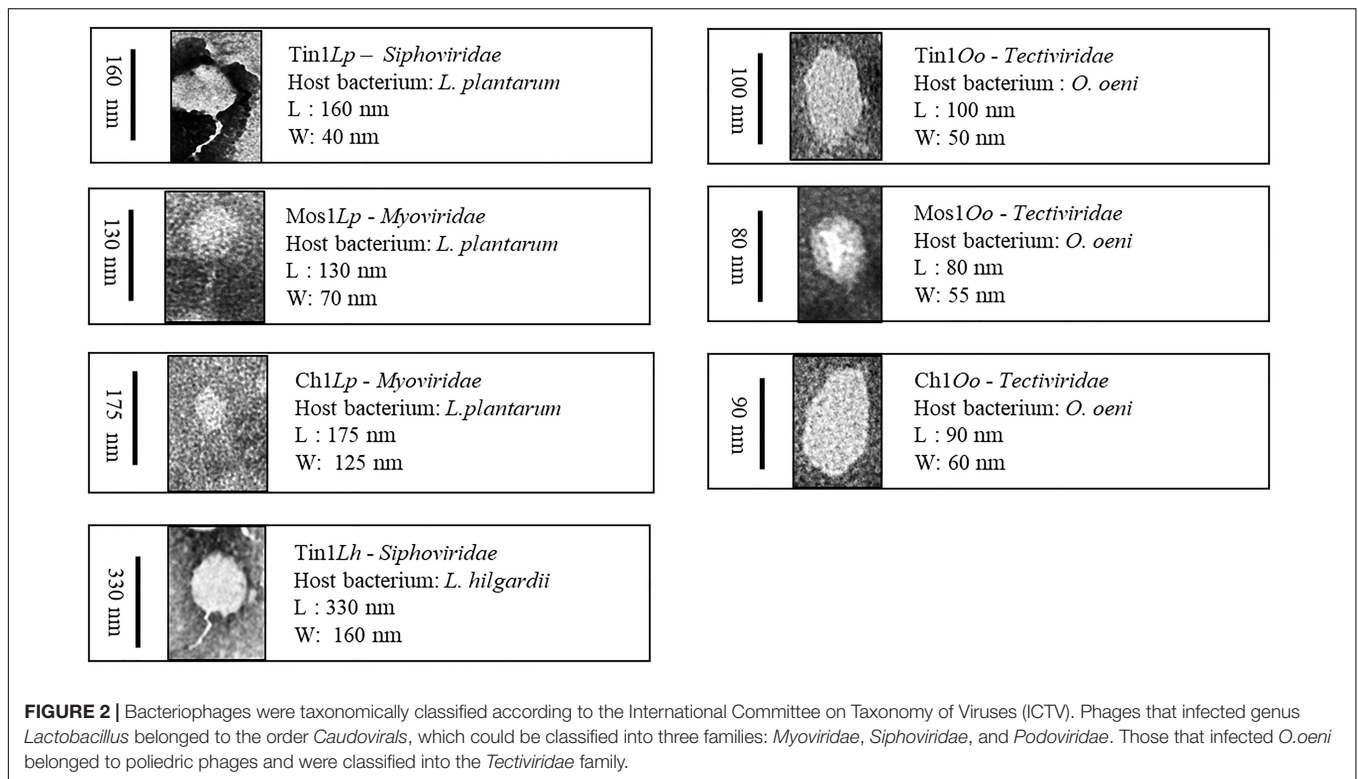 160 nm
Tin1Lp – Siphoviridae
Host bacterium: L. plantarum
L : 160 nm
W: 40 nm
100 nm
Tin1Oo - Tectiviridae
Host bacterium : O. oeni
L : 100 nm
W: 50 nm
130 nm
Mos1Lp - Myoviridae
Host bacterium: L. plantarum
L : 130 nm
W: 70 nm
80 nm
Mos1Oo - Tectiviridae
Host bacterium: O. oeni
L : 80 nm
W: 55 nm
175 nm
Ch1Lp - Myoviridae
Host bacterium: L.plantarum
L : 175 nm
W: 125 nm
90 nm
Ch1Oo - Tectiviridae
Host bacterium: O. oeni
L : 90 nm
W: 60 nm
330 nm
Tin1Lh - Siphoviridae
Host bacterium: L. hilgardii
L : 330 nm
W: 160 nm
FIGURE 2 | Bacteriophages were taxonomically classified according to the International Committee on Taxonomy of Viruses (ICTV). Phages that infected genus
Lactobacillus belonged to the order Caudovirals, which could be classified into three families: Myoviridae, Siphoviridae, and Podoviridae. Those that infected O.oeni
belonged to poliedric phages and were classified into the Tectiviridae family.